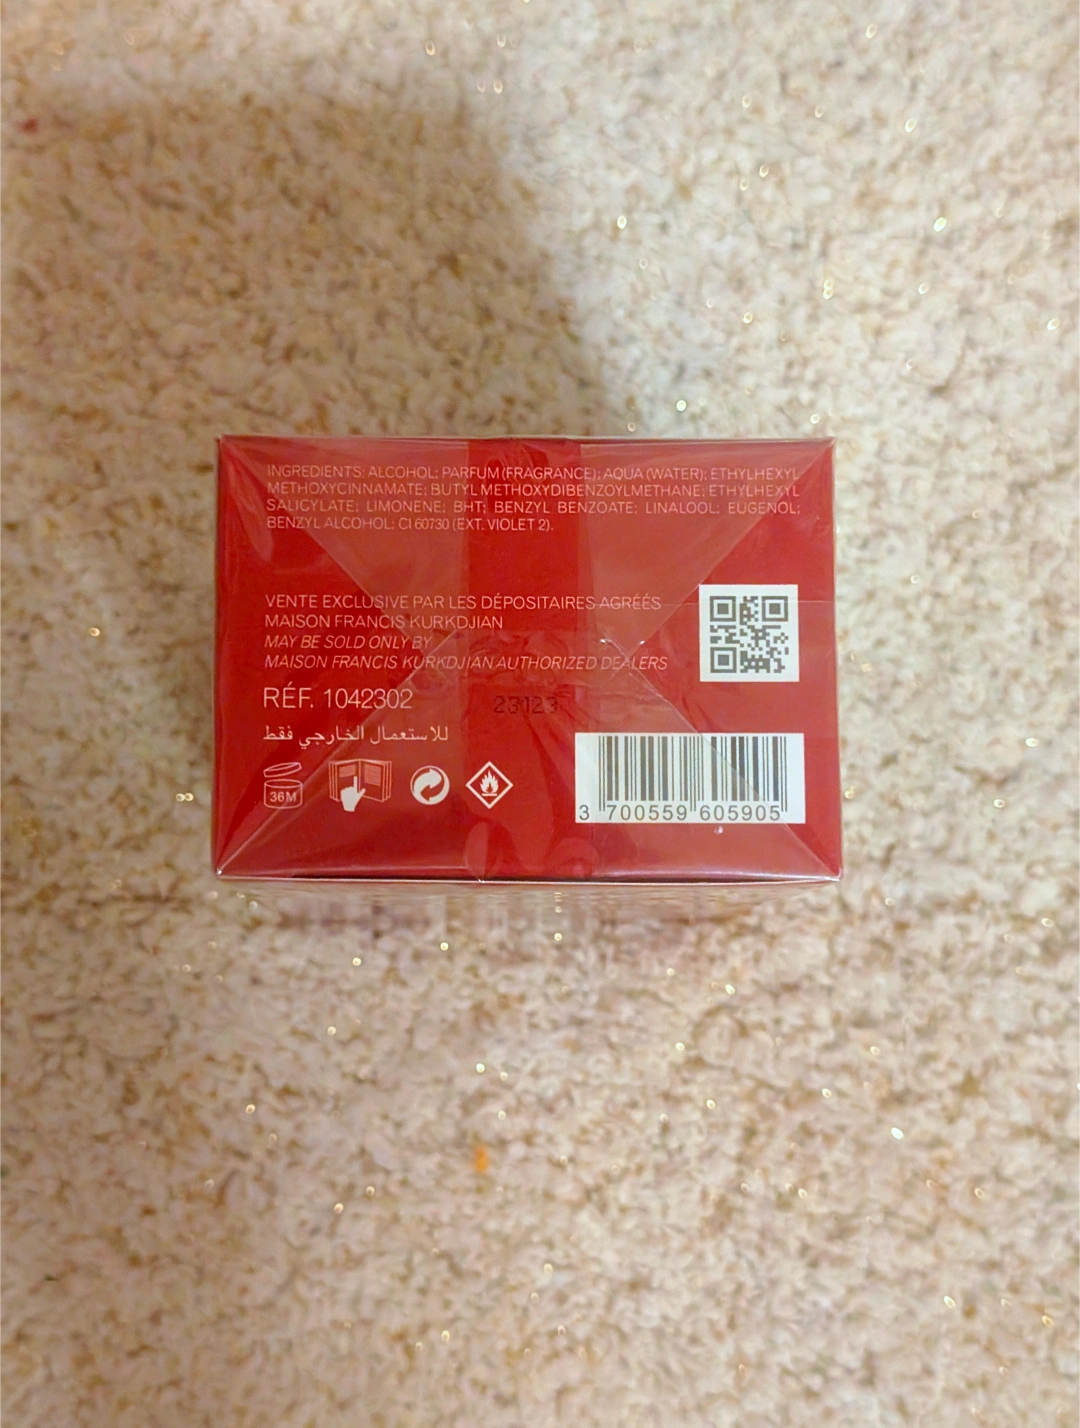 INGREDIENTS: ALCOHOL; PARFUM (FRAGRANCE); AQUA (WATER); ETHYLHEXYL
METHOXYCINNAMATE; BUTYL METHOXYDIBENZOYLMETHANE; ETHYLHEXYL
SALICYLATE; LIMONENE; BHT; BENZYL BENZOATE; LINALOOL; EUGENOL;
BENZYL ALCOHOL; CI 60730 (EXT. VIOLET 2).
VENTE EXCLUSIVE PAR LES DÉPOSITAIRES AGRÉÉS
MAISON FRANCIS KURKDJIAN
MAY BE SOLD ONLY BY
MAISON FRANCIS KURKDJIAN AUTHORIZED DEALERS
RÉF. 1042302
23123
للاستعمال الخارجي فقط
36M
3 700559 605905